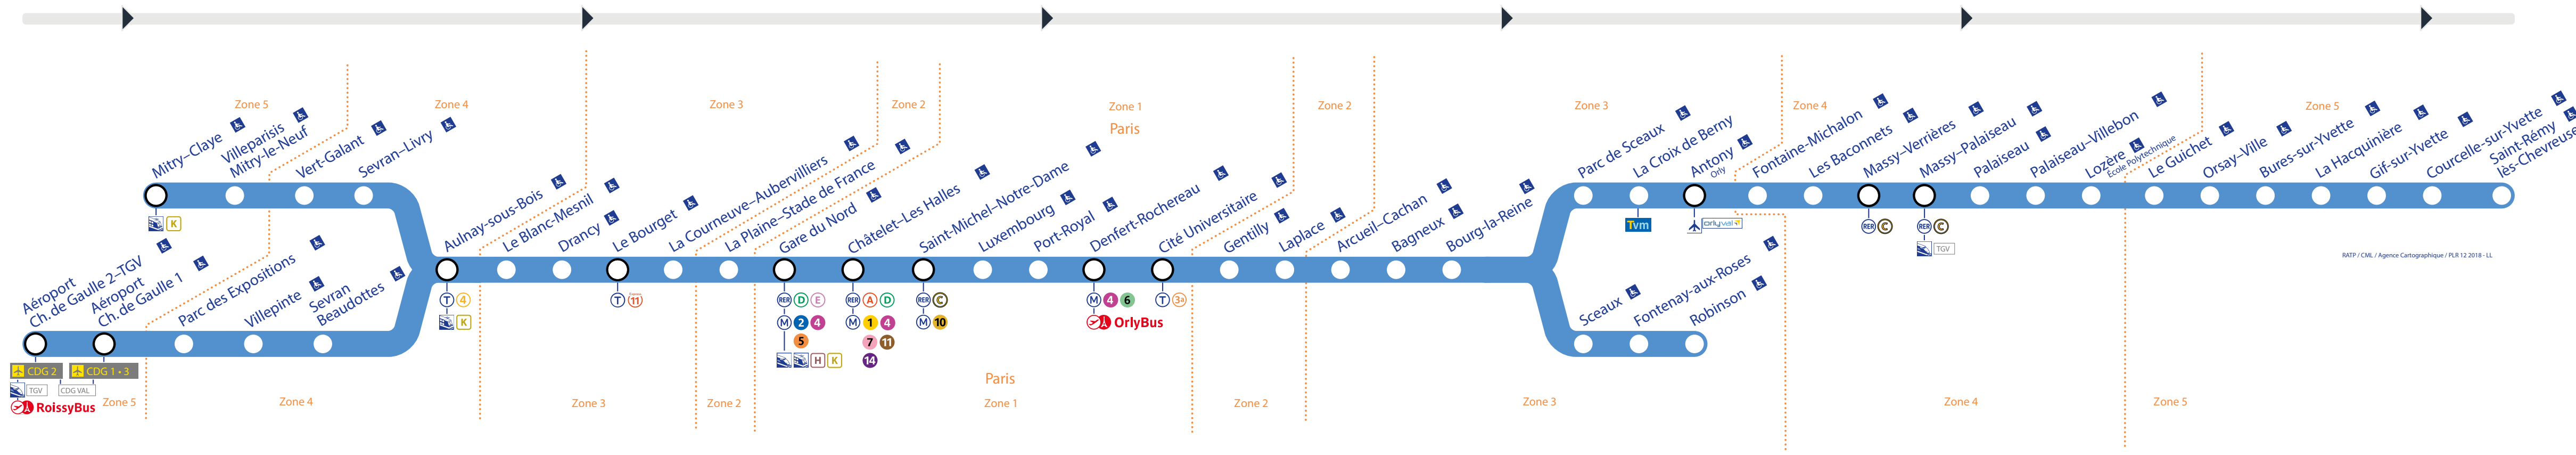 Zone 5
Zone 4
Zone 3
Zone 2
Zone 1
Paris
Zone 2
Zone 3
Zone 4
Zone 5
Mitry–Claye
Villeparisis
Mitry-le-Neuf
Vert-Galant
Sevran–Livry
K
Aéroport
Ch. de Gaulle 2–TGV
Aéroport
Ch. de Gaulle 1
Parc des Expositions
Villepinte
Sevran
Beaudottes
CDG 2
CDG 1 • 3
TGV
CDG VAL
RoissyBus
Aulnay-sous-Bois
T 4
K
Le Blanc-Mesnil
Drancy
Le Bourget
T 11
La Courneuve–Aubervilliers
La Plaine–Stade de France
Gare du Nord
RER D E
M 2 4
5
H K
Châtelet–Les Halles
RER A D
M 1 4
7 11
14
Saint-Michel–Notre-Dame
RER C
M 10
Luxembourg
Port-Royal
Denfert-Rochereau
M 4 6
OrlyBus
Cité Universitaire
T 3a
Gentilly
Laplace
Arcueil–Cachan
Bagneux
Bourg-la-Reine
Parc de Sceaux
La Croix de Berny
Tvm
Antony
Orly
orlyval
Fontaine-Michalon
Les Baconnets
Massy–Verrières
RER C
Massy–Palaiseau
RER C
TGV
Palaiseau
Palaiseau–Villebon
Lozère
École Polytechnique
Le Guichet
Orsay–Ville
Bures-sur-Yvette
La Hacquinière
Gif-sur-Yvette
Courcelle-sur-Yvette
Saint-Rémy
lès-Chevreuse
Sceaux
Fontenay-aux-Roses
Robinson
RATP / CML / Agence Cartographique / PLR 12 2018 - LL
Zone 5
Zone 4
Zone 3
Zone 2
Paris
Zone 1
Zone 2
Zone 3
Zone 4
Zone 5